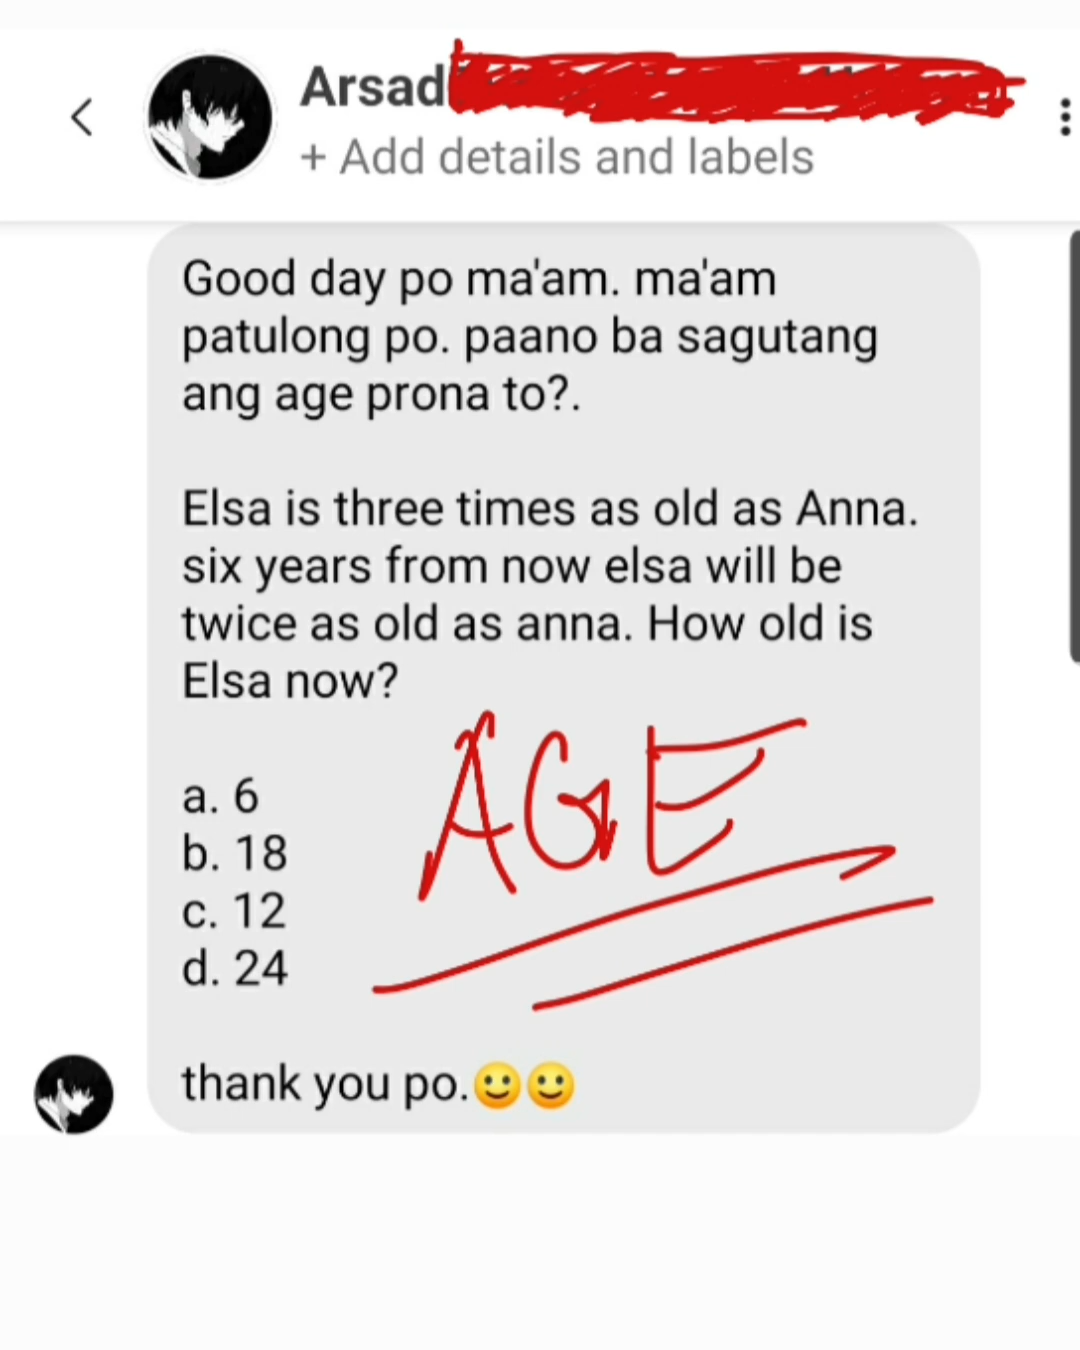 Arsad
+ Add details and labels
Good day po ma'am. ma'am
patulong po. paano ba sagutang
ang age prona to?.
Elsa is three times as old as Anna.
six years from now elsa will be
twice as old as anna. How old is
Elsa now?
a. 6
b. 18
c. 12
d. 24
AGE
thank you po.🙂🙂